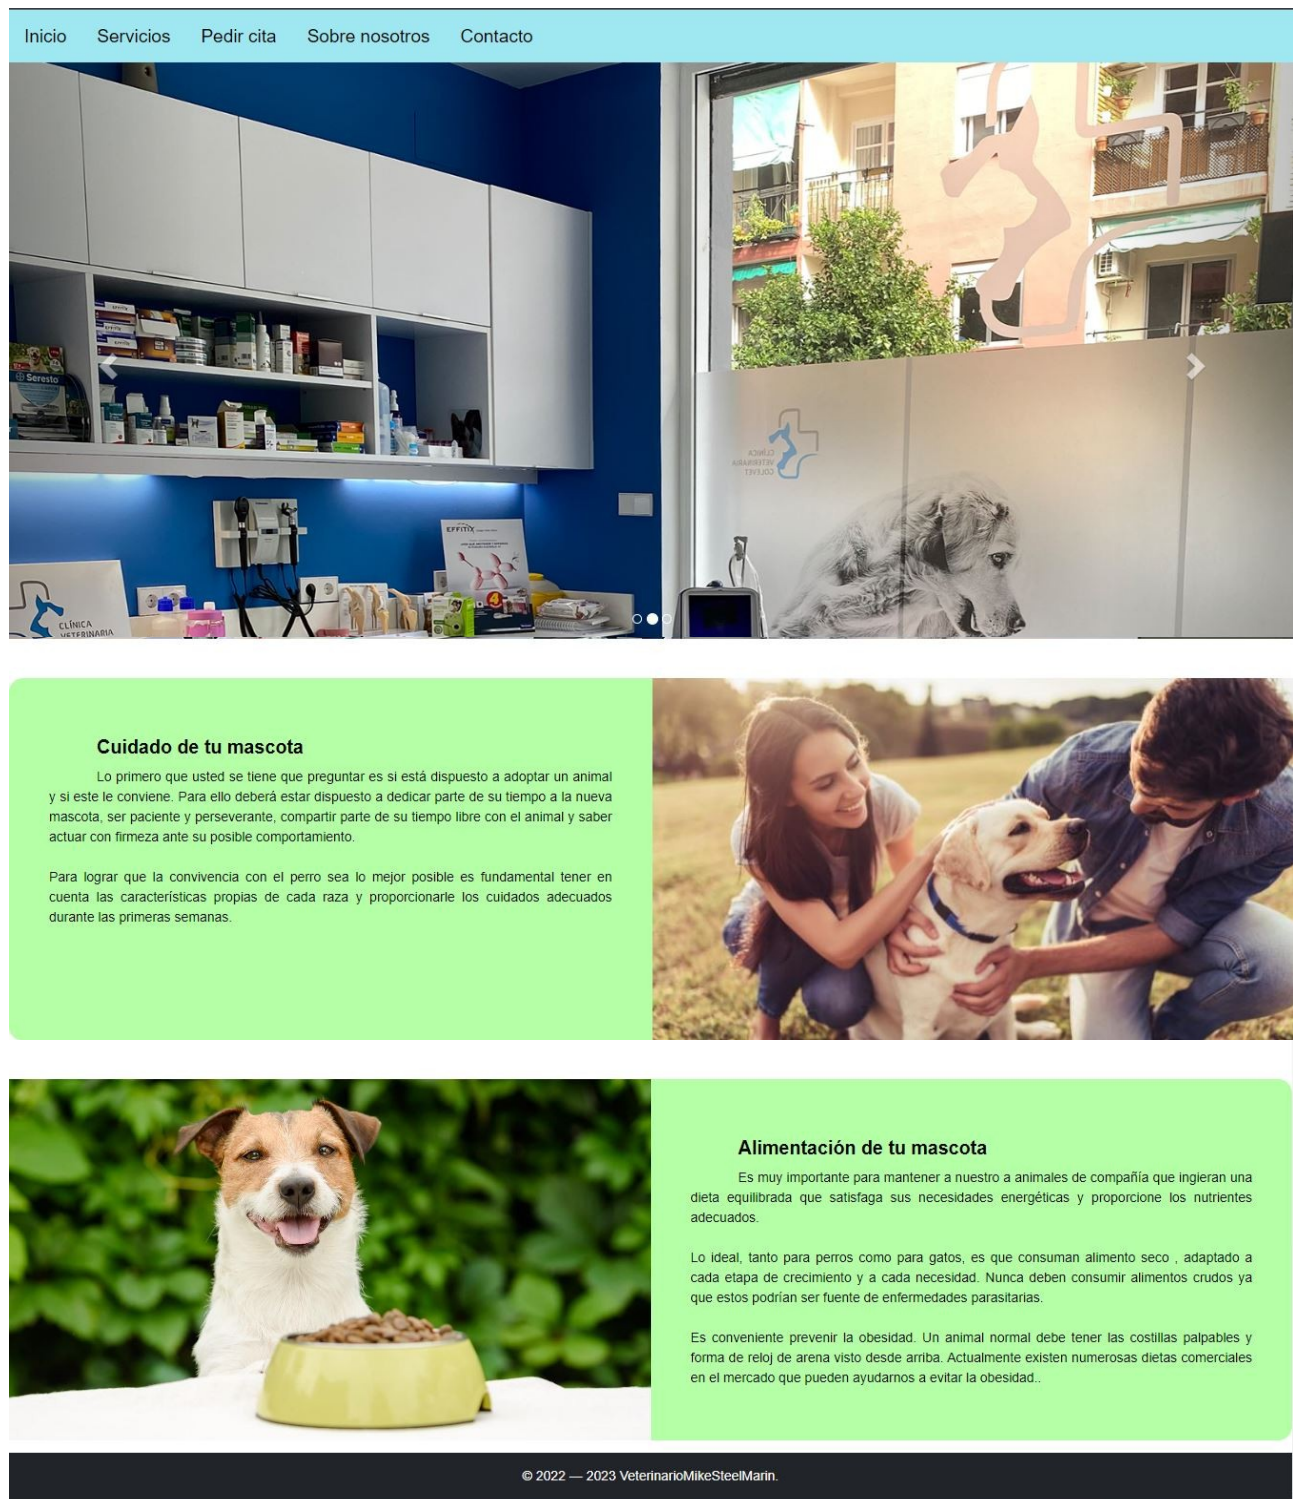 Inicio Servicios Pedir cita Sobre nosotros Contacto
EFFITIX
Seresto
CLÍNICA
VETERINARIA
COLEVET
EFFITIX
4
CLÍNICA
VETERINARIA
Cuidado de tu mascota
Lo primero que usted se tiene que preguntar es si está dispuesto a adoptar un animal
y si este le conviene. Para ello deberá estar dispuesto a dedicar parte de su tiempo a la nueva
mascota, ser paciente y perseverante, compartir parte de su tiempo libre con el animal y saber
actuar con firmeza ante su posible comportamiento.
Para lograr que la convivencia con el perro sea lo mejor posible es fundamental tener en
cuenta las características propias de cada raza y proporcionarle los cuidados adecuados
durante las primeras semanas.
Alimentación de tu mascota
Es muy importante para mantener a nuestro a animales de compañía que ingieran una
dieta equilibrada que satisfaga sus necesidades energéticas y proporcione los nutrientes
adecuados.
Lo ideal, tanto para perros como para gatos, es que consuman alimento seco , adaptado a
cada etapa de crecimiento y a cada necesidad. Nunca deben consumir alimentos crudos ya
que estos podrían ser fuente de enfermedades parasitarias.
Es conveniente prevenir la obesidad. Un animal normal debe tener las costillas palpables y
forma de reloj de arena visto desde arriba. Actualmente existen numerosas dietas comerciales
en el mercado que pueden ayudarnos a evitar la obesidad..
© 2022 — 2023 VeterinarioMikeSteelMarin.